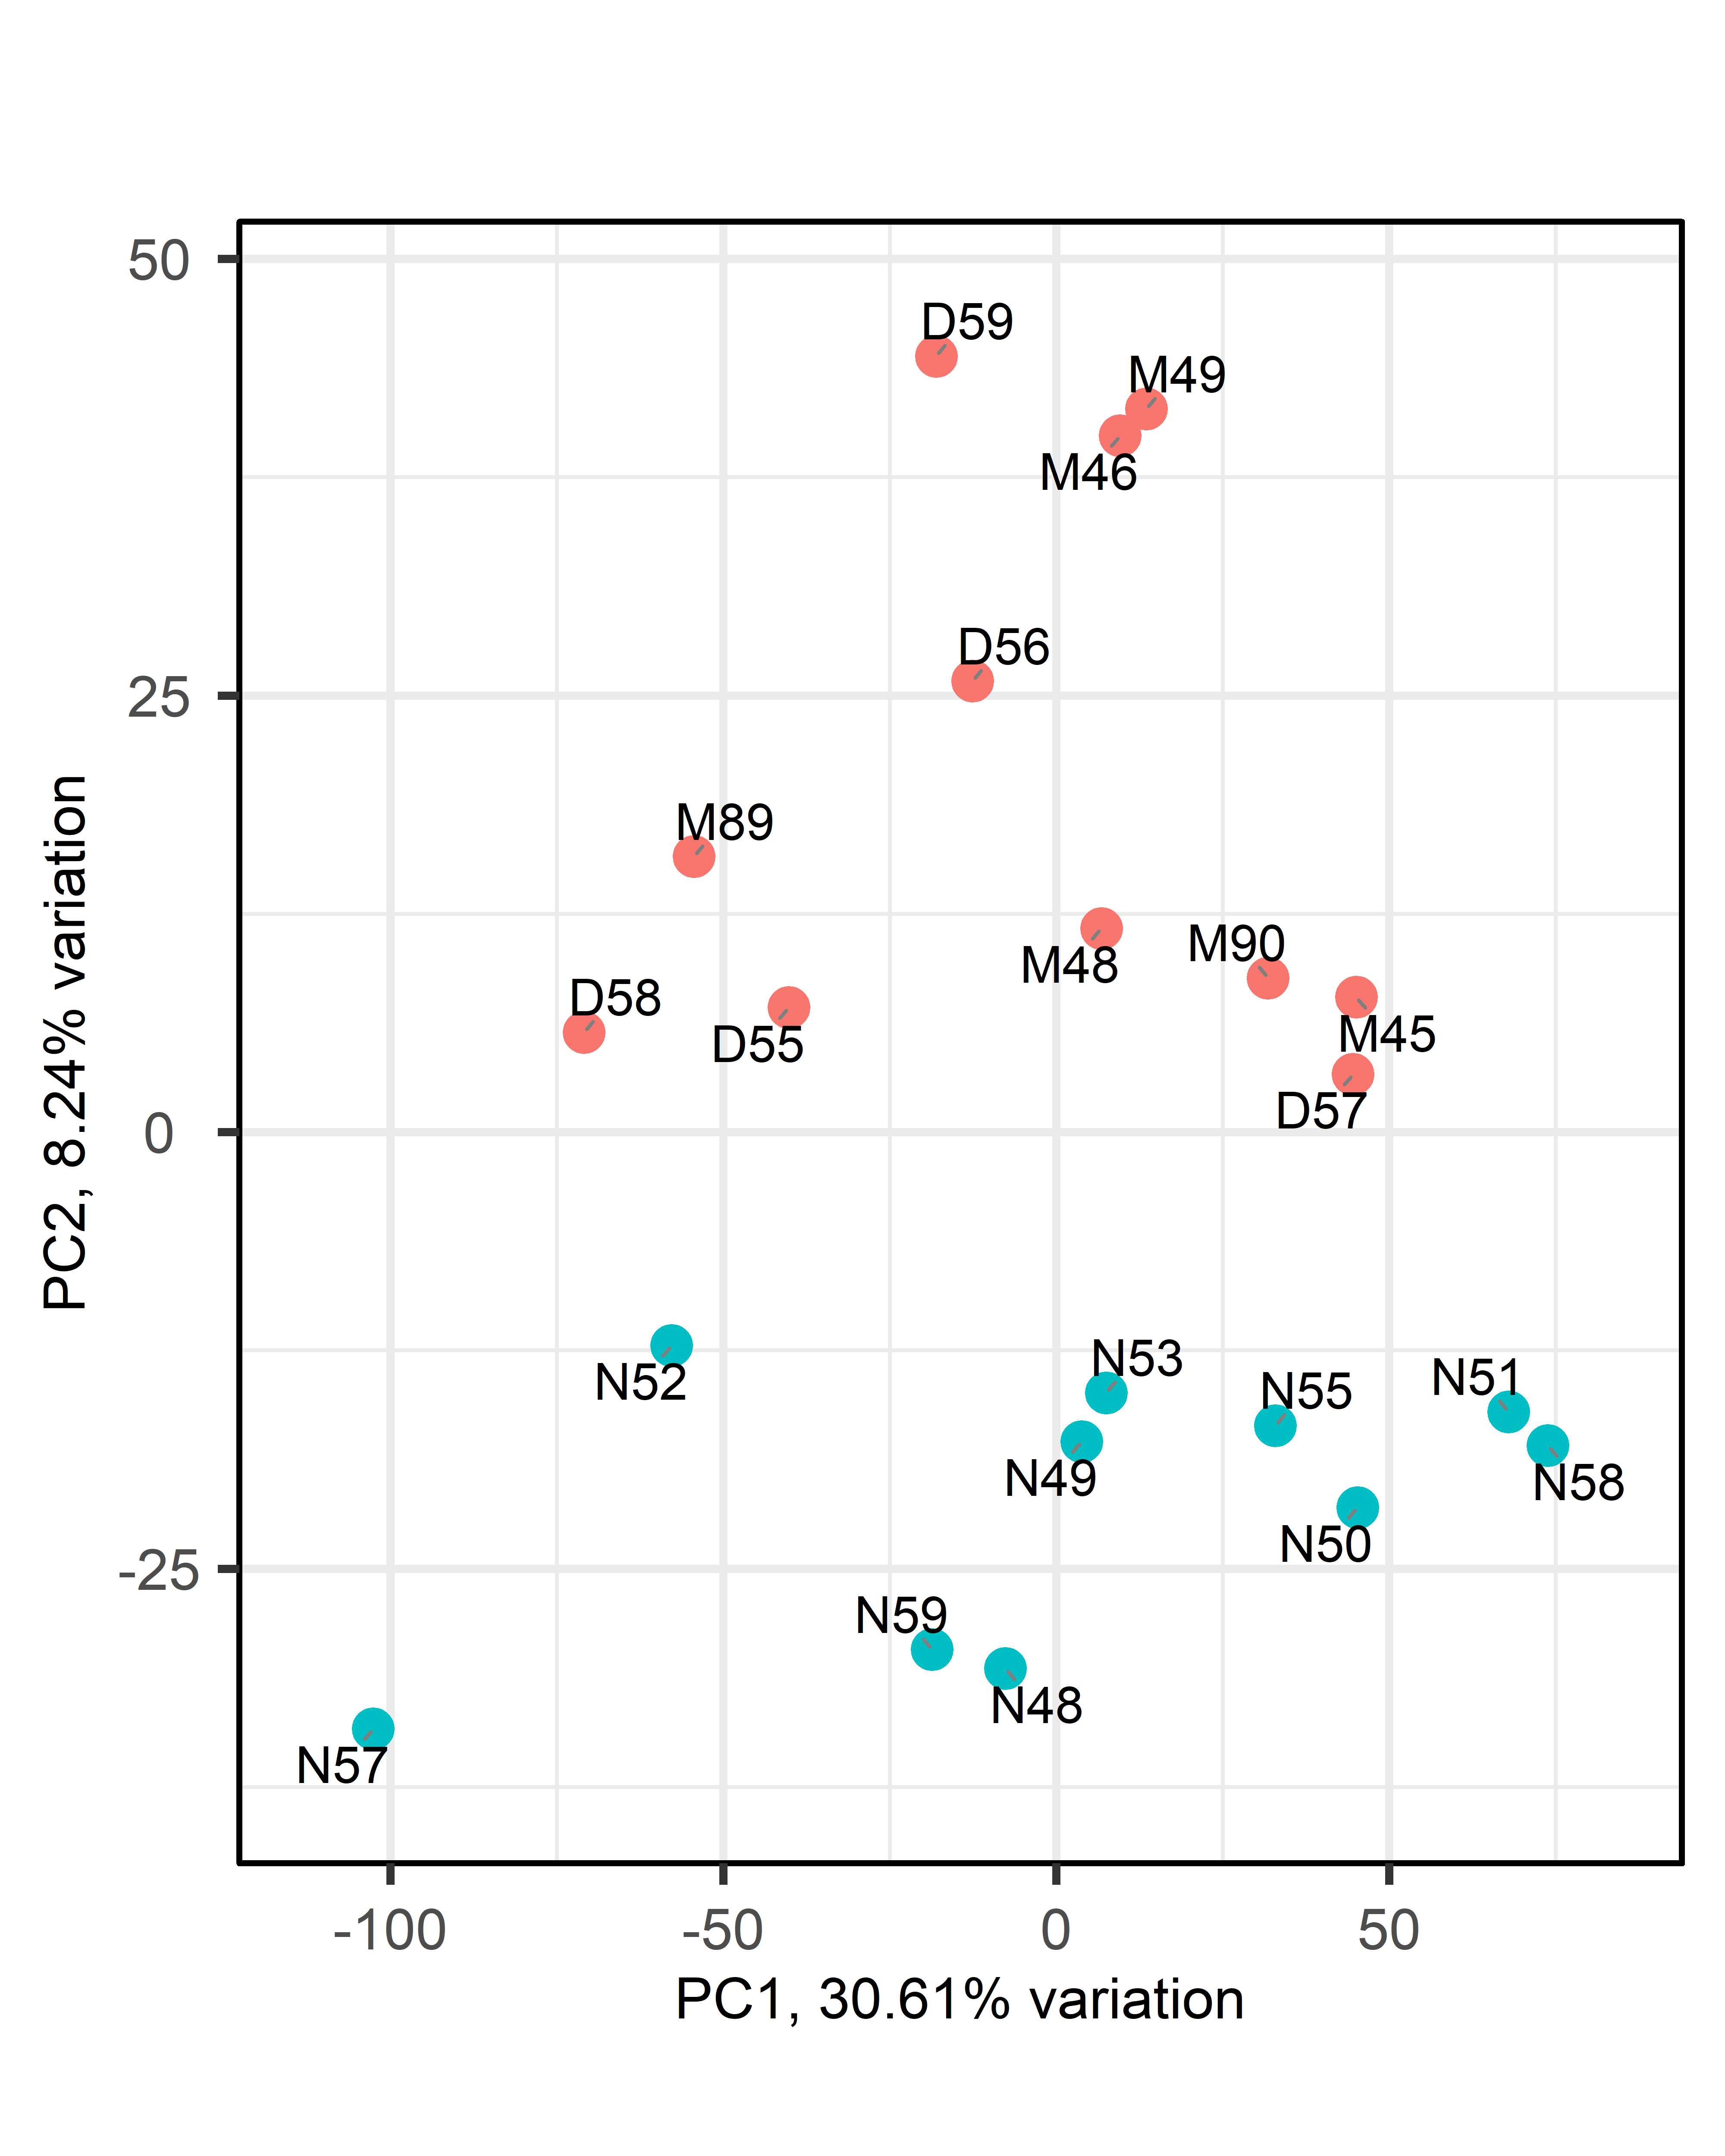 50
D59
M49
M46
D56
25
M89
M90
M48
D58
M45
D55
D57
0
PC2, 8.24% variation
N53
N51
N52
N55
N49
N58
N50
-25
N59
N48
N57
-100 -50 0 50
PC1, 30.61% variation